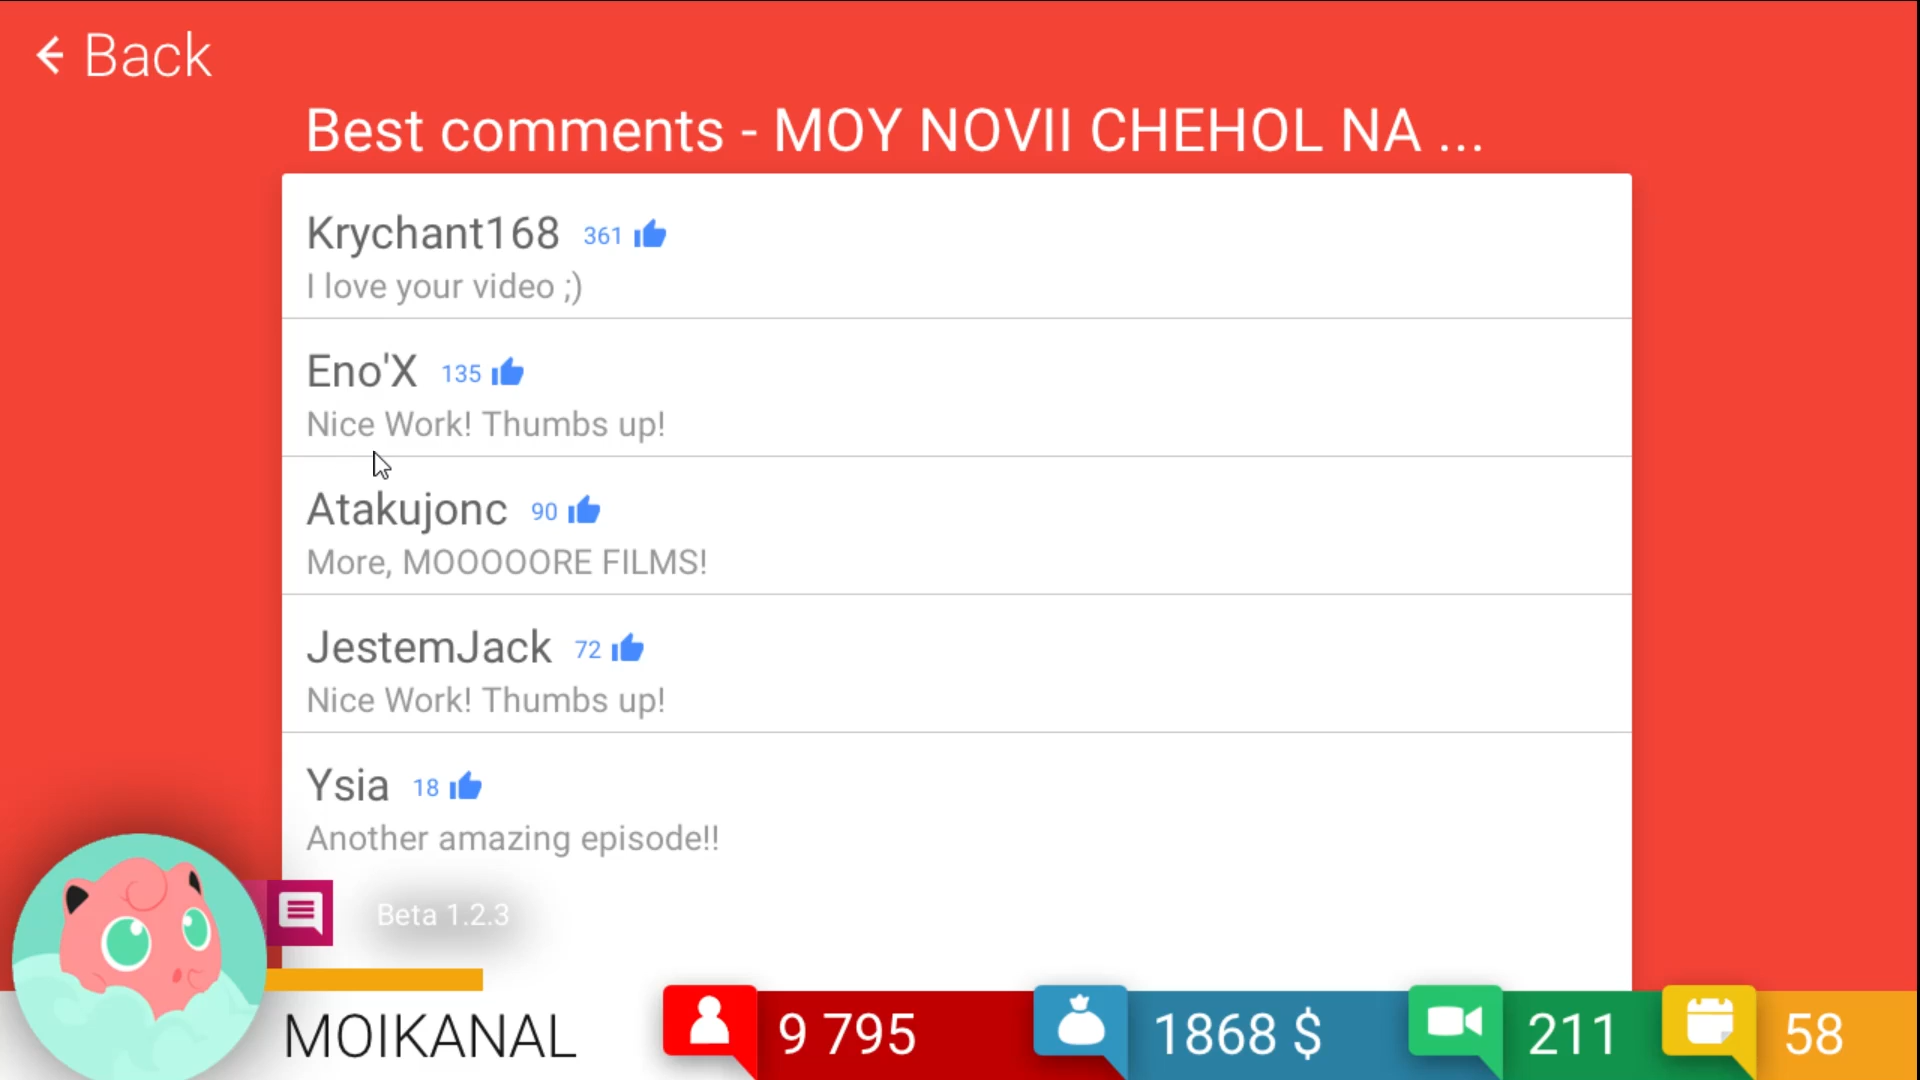 Back
Best comments - MOY NOVII CHEHOL NA ...
Krychant168 361
I love your video ;)
Eno'X 135
Nice Work! Thumbs up!
Atakujonc 90
More, MOOOOORE FILMS!
JestemJack 72
Nice Work! Thumbs up!
Ysia 18
Another amazing episode!!
Beta 1.2.3
MOIKANAL 9 795 1868 $ 211 58